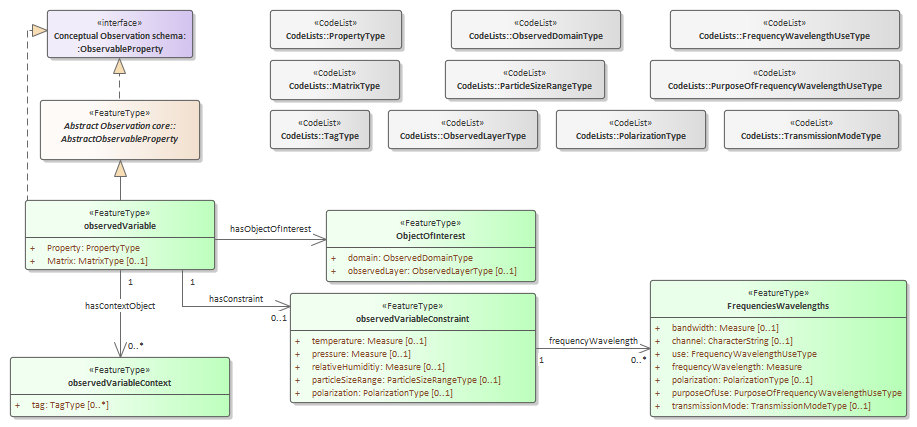 «interface»
Conceptual Observation schema:
:ObservableProperty
«CodeList»
CodeLists::PropertyType
«CodeList»
CodeLists::ObservedDomainType
«CodeList»
CodeLists::FrequencyWavelengthUseType
«CodeList»
CodeLists::MatrixType
«CodeList»
CodeLists::ParticleSizeRangeType
«CodeList»
CodeLists::PurposeOfFrequencyWavelengthUseType
«CodeList»
CodeLists::TagType
«CodeList»
CodeLists::ObservedLayerType
«CodeList»
CodeLists::PolarizationType
«CodeList»
CodeLists::TransmissionModeType
«FeatureType»
Abstract Observation core::
AbstractObservableProperty
«FeatureType»
observedVariable
+ Property: PropertyType
+ Matrix: MatrixType [0..1]
hasObjectOfInterest
«FeatureType»
ObjectOfInterest
+ domain: ObservedDomainType
+ observedLayer: ObservedLayerType [0..1]
1
hasContextObject
0..*
1
hasConstraint
0..1
«FeatureType»
observedVariableConstraint
+ temperature: Measure [0..1]
+ pressure: Measure [0..1]
+ relativeHumiditiy: Measure [0..1]
+ particleSizeRange: ParticleSizeRangeType [0..1]
+ polarization: PolarizationType [0..1]
frequencyWavelength
1
0..*
«FeatureType»
FrequenciesWavelengths
+ bandwidth: Measure [0..1]
+ channel: CharacterString [0..1]
+ use: FrequencyWavelengthUseType
+ frequencyWavelength: Measure
+ polarization: PolarizationType [0..1]
+ purposeOfUse: PurposeOfFrequencyWavelengthUseType
+ transmissionMode: TransmissionModeType [0..1]
«FeatureType»
observedVariableContext
+ tag: TagType [0..*]